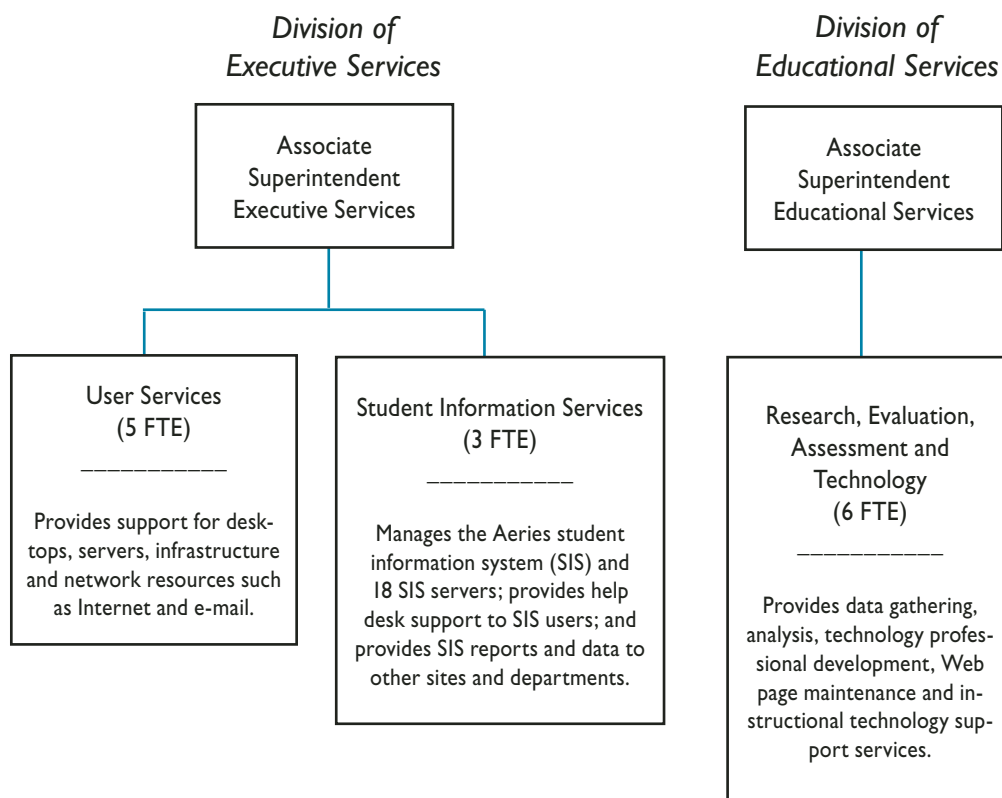 Division of
Executive Services
Associate
Superintendent
Executive Services
User Services
(5 FTE)
___________
Provides support for desk-
tops, servers, infrastructure
and network resources such
as Internet and e-mail.
Student Information Services
(3 FTE)
___________
Manages the Aeries student
information system (SIS) and
18 SIS servers; provides help
desk support to SIS users; and
provides SIS reports and data to
other sites and departments.
Division of
Educational Services
Associate
Superintendent
Educational Services
Research, Evaluation,
Assessment and
Technology
(6 FTE)
___________
Provides data gathering,
analysis, technology profes-
sional development, Web
page maintenance and in-
structional technology sup-
port services.